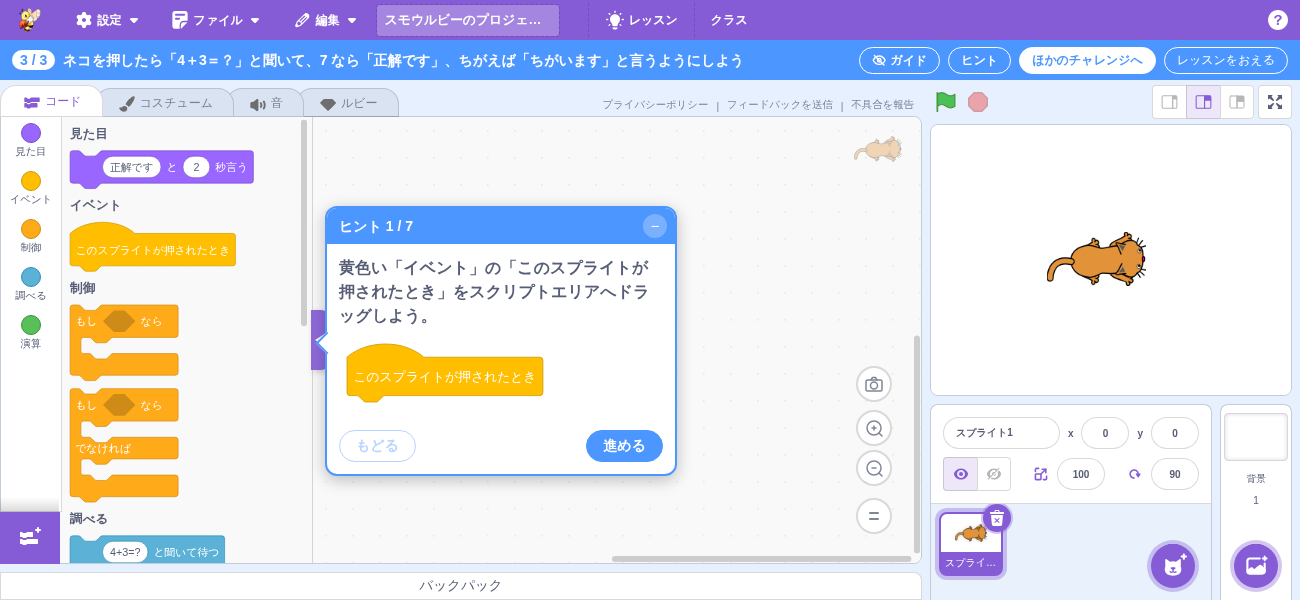 設定 ファイル 編集 スモウルビーのプロジェ… レッスン クラス ?
3 / 3 ネコを押したら「4＋3＝？」と聞いて、7 なら「正解です」、ちがえば「ちがいます」と言うようにしよう ガイド ヒント ほかのチャレンジへ レッスンをおえる
コード コスチューム 音 ルビー プライバシーポリシー | フィードバックを送信 | 不具合を報告
見た目
イベント
制御
調べる
演算
見た目
正解です と 2 秒言う
イベント
このスプライトが押されたとき
制御
もし なら
もし なら
でなければ
調べる
4+3=? と聞いて待つ
ヒント 1 / 7
黄色い「イベント」の「このスプライトが
押されたとき」をスクリプトエリアへドラ
ッグしよう。
このスプライトが押されたとき
もどる 進める
スプライト1 x 0 y 0
100 90
スプライ…
背景
1
バックパック